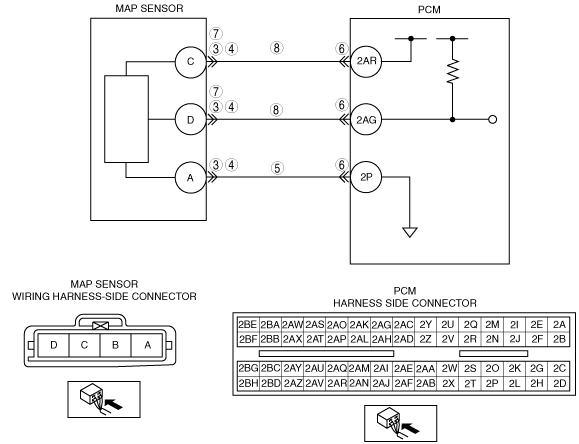 MAP SENSOR
PCM
⑦
③ ④ ⑧ ⑥
C
2AR
⑦
③ ④ ⑧ ⑥
D
2AG
③ ④ ⑤ ⑥
A
2P
MAP SENSOR
WIRING HARNESS-SIDE CONNECTOR
D C B A
PCM
HARNESS SIDE CONNECTOR
2BE 2BA 2AW 2AS 2AO 2AK 2AG 2AC 2Y 2U 2Q 2M 2I 2E 2A
2BF 2BB 2AX 2AT 2AP 2AL 2AH 2AD 2Z 2V 2R 2N 2J 2F 2B
2BG 2BC 2AY 2AU 2AQ 2AM 2AI 2AE 2AA 2W 2S 2O 2K 2G 2C
2BH 2BD 2AZ 2AV 2AR 2AN 2AJ 2AF 2AB 2X 2T 2P 2L 2H 2D